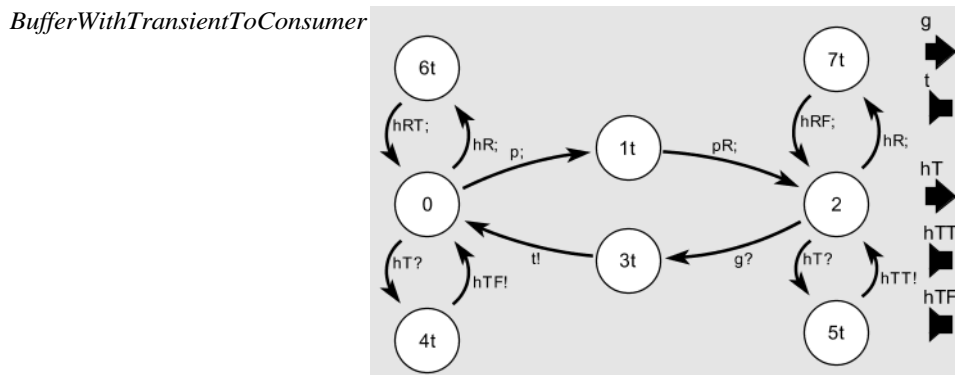 BufferWithTransientToConsumer
g
6t
7t
t
hRT;
hR;
hRF;
hR;
p;
1t
pR;
hT
0
2
hTT
hT?
hTF!
t!
3t
g?
hT?
hTT!
hTF
4t
5t